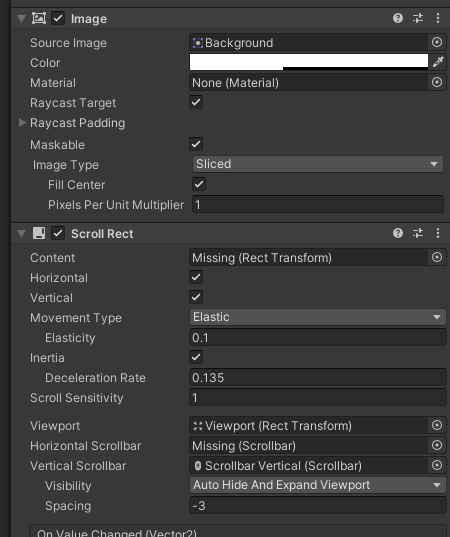 Image
Source Image Background
Color
Material None (Material)
Raycast Target
Raycast Padding
Maskable
Image Type Sliced
Fill Center
Pixels Per Unit Multiplier 1
Scroll Rect
Content Missing (Rect Transform)
Horizontal
Vertical
Movement Type Elastic
Elasticity 0.1
Inertia
Deceleration Rate 0.135
Scroll Sensitivity 1
Viewport Viewport (Rect Transform)
Horizontal Scrollbar Missing (Scrollbar)
Vertical Scrollbar Scrollbar Vertical (Scrollbar)
Visibility Auto Hide And Expand Viewport
Spacing -3
On Value Changed (Vector2)